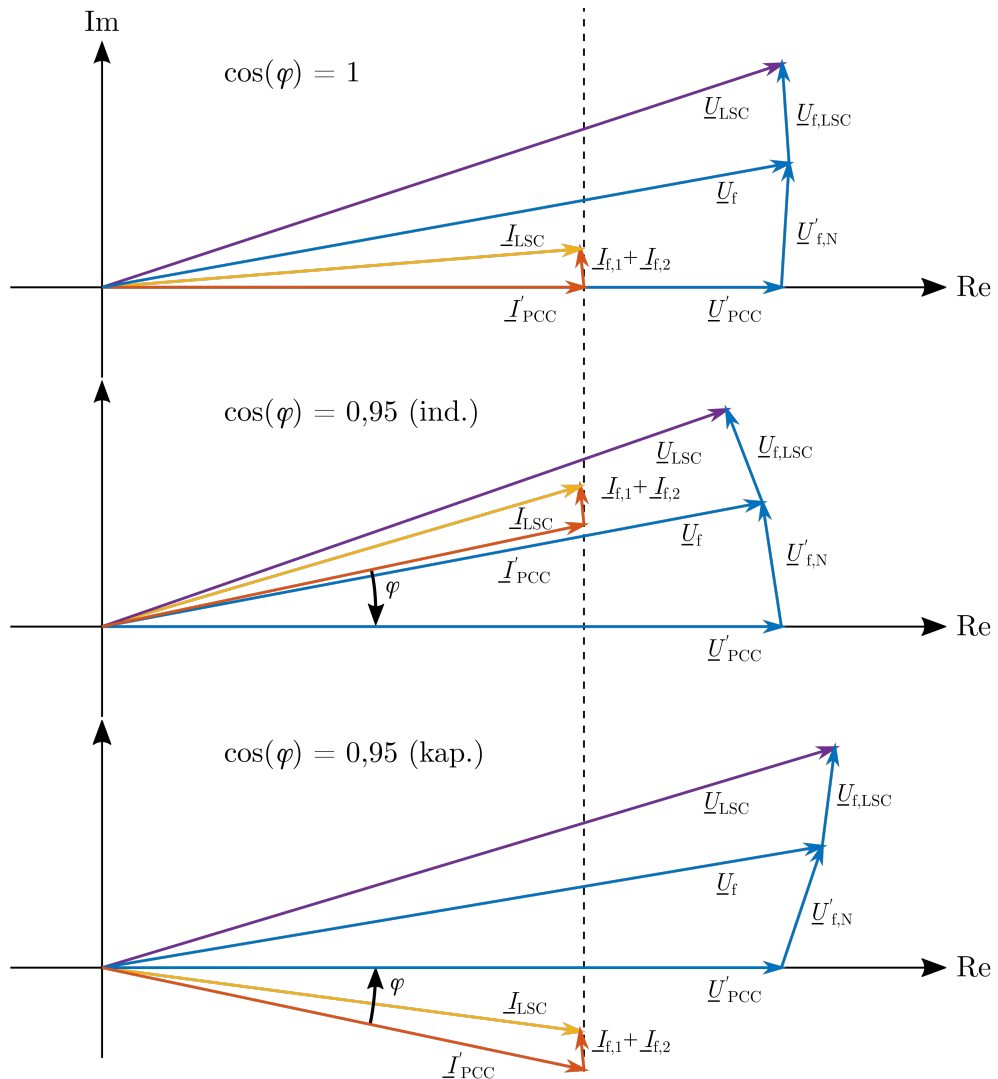 Im
cos(φ) = 1
U_LSC
U_f,LSC
U_f
U'_f,N
I_LSC
I_f,1 + I_f,2
Re
I'_PCC
U'_PCC
cos(φ) = 0,95 (ind.)
U_LSC
U_f,LSC
I_f,1 + I_f,2
I_LSC
U_f
U'_f,N
I'_PCC
φ
Re
U'_PCC
cos(φ) = 0,95 (kap.)
U_LSC
U_f,LSC
U_f
U'_f,N
Re
φ
U'_PCC
I_LSC
I_f,1 + I_f,2
I'_PCC